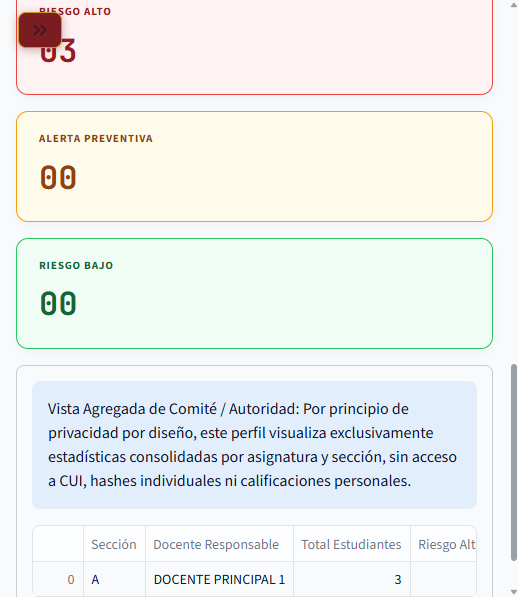 RIESGO ALTO
03
ALERTA PREVENTIVA
00
RIESGO BAJO
00
Vista Agregada de Comité / Autoridad: Por principio de
privacidad por diseño, este perfil visualiza exclusivamente
estadísticas consolidadas por asignatura y sección, sin acceso
a CUI, hashes individuales ni calificaciones personales.
Sección Docente Responsable Total Estudiantes Riesgo Alt
0 A DOCENTE PRINCIPAL 1 3